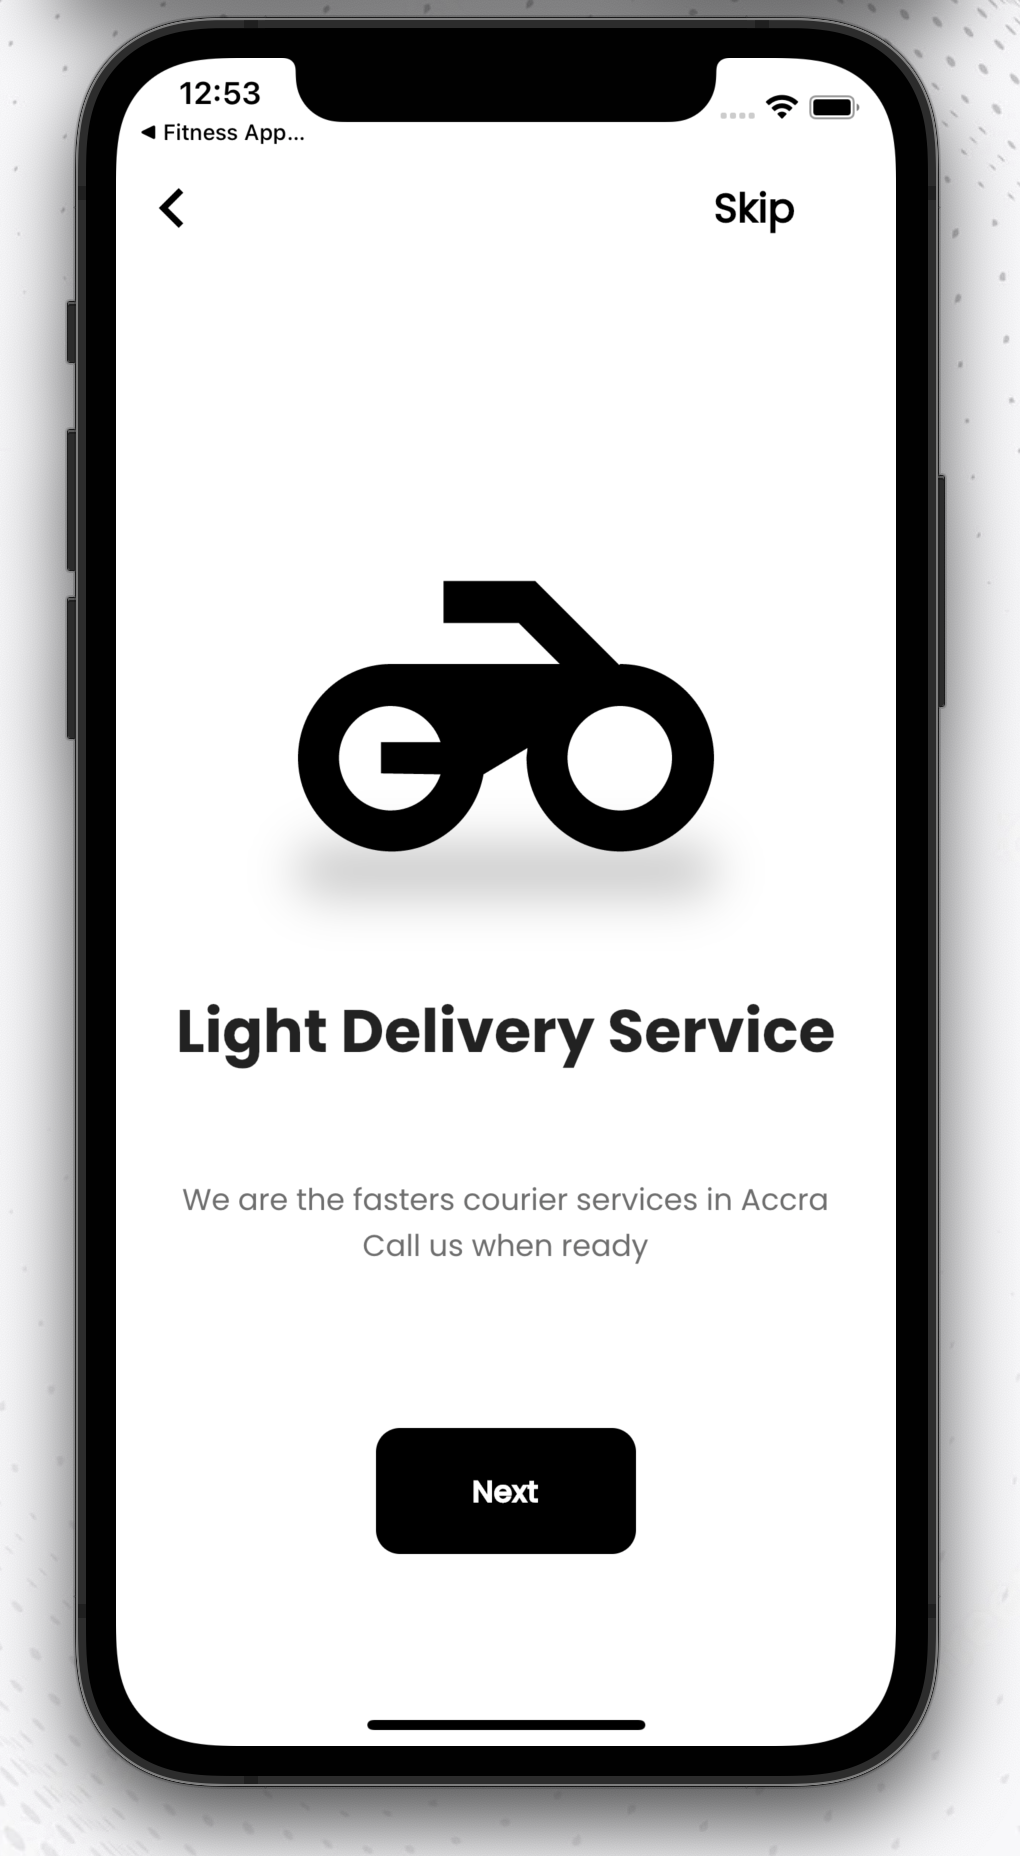 12:53
◀ Fitness App...
Skip
Light Delivery Service
We are the fasters courier services in Accra
Call us when ready
Next